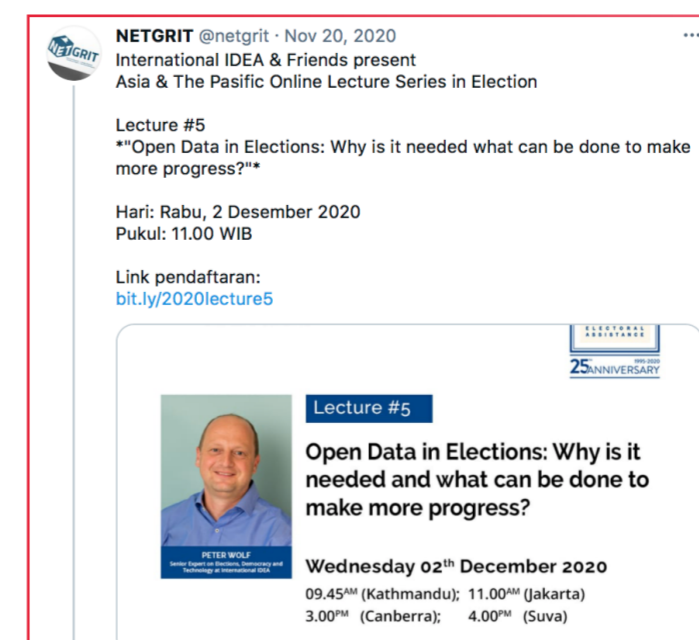 NETGRIT
NETGRIT @netgrit · Nov 20, 2020
International IDEA & Friends present
Asia & The Pasific Online Lecture Series in Election
Lecture #5
*"Open Data in Elections: Why is it needed what can be done to make
more progress?"*
Hari: Rabu, 2 Desember 2020
Pukul: 11.00 WIB
Link pendaftaran:
bit.ly/2020lecture5
ELECTORAL
ASSISTANCE
25TH ANNIVERSARY 1995-2020
Lecture #5
Open Data in Elections: Why is it
needed and what can be done to
make more progress?
PETER WOLF
Senior Expert on Elections, Democracy and
Technology at International IDEA
Wednesday 02th December 2020
09.45AM (Kathmandu); 11.00AM (Jakarta)
3.00PM (Canberra); 4.00PM (Suva)